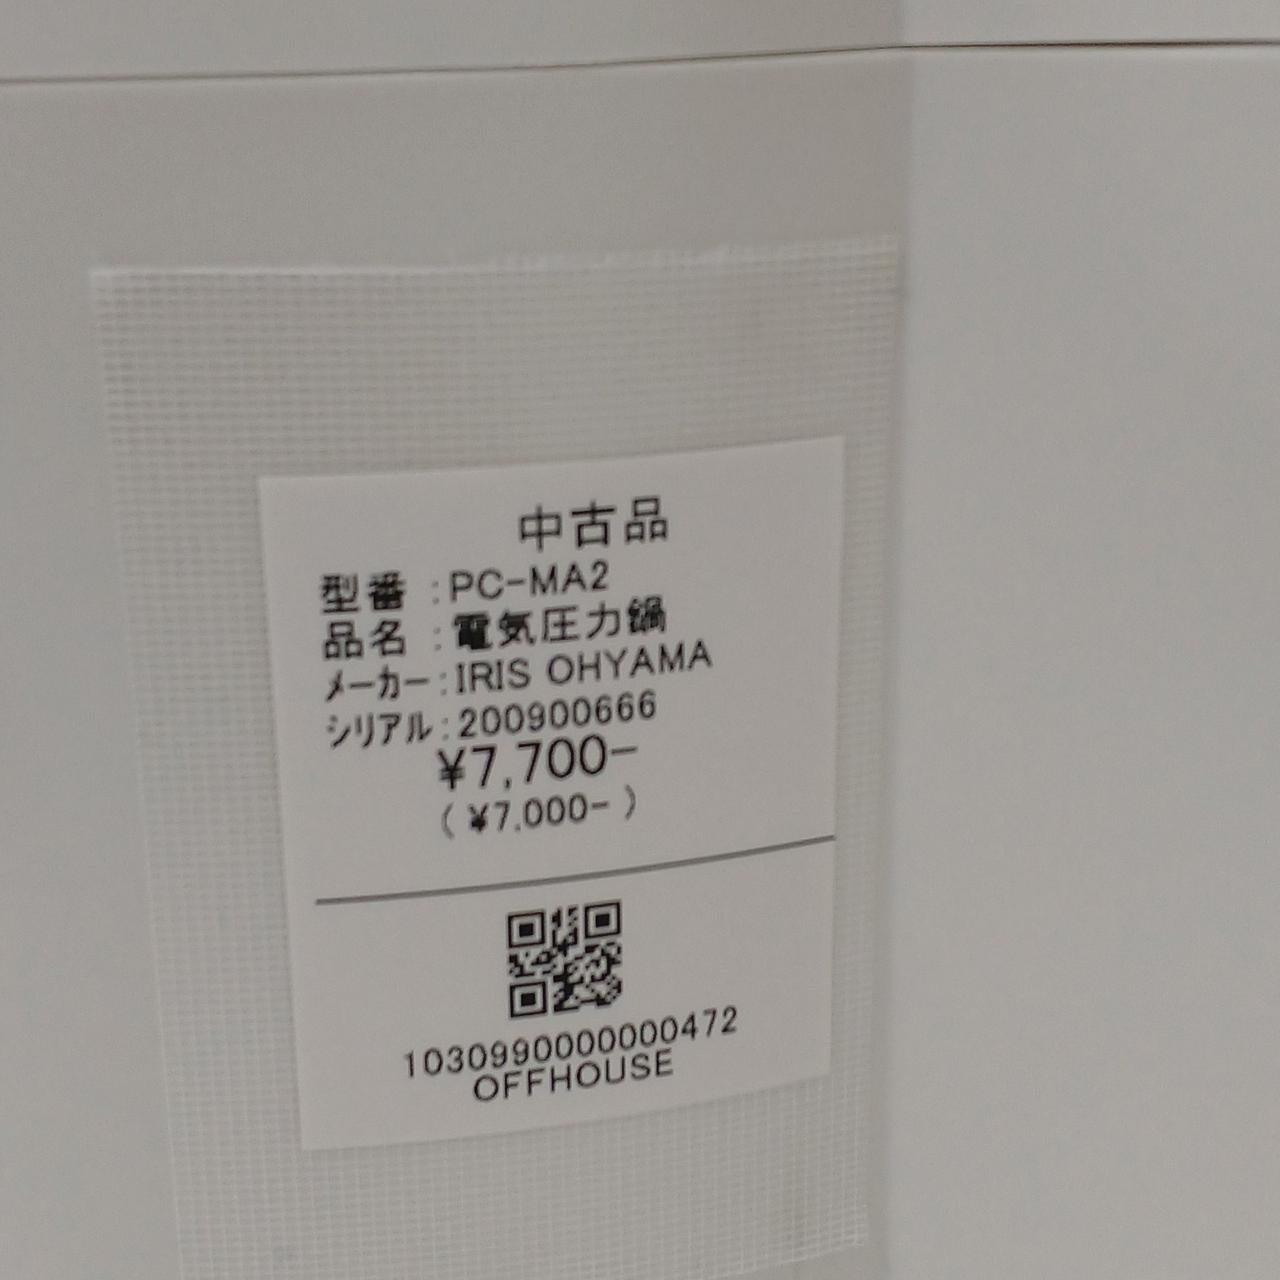 中古品
型番 :PC-MA2
品名 :電気圧力鍋
メーカー:IRIS OHYAMA
シリアル:200900666
¥7,700-
(¥7,000-)
1030990000000472
OFFHOUSE